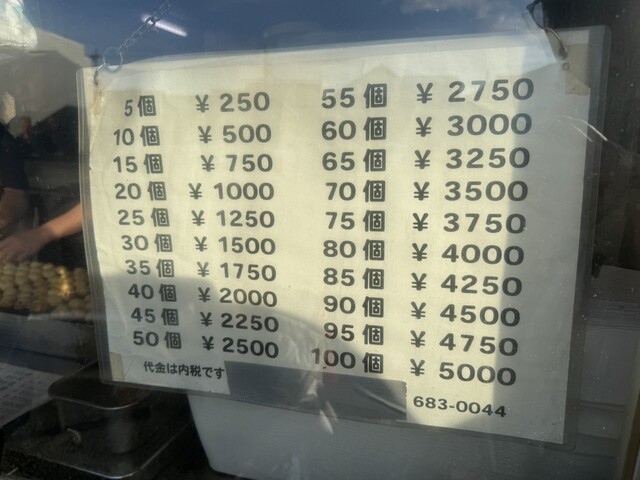 5個 ¥ 250
10個 ¥ 500
15個 ¥ 750
20個 ¥ 1000
25個 ¥ 1250
30個 ¥ 1500
35個 ¥ 1750
40個 ¥ 2000
45個 ¥ 2250
50個 ¥ 2500
代金は内税です
55個 ¥ 2750
60個 ¥ 3000
65個 ¥ 3250
70個 ¥ 3500
75個 ¥ 3750
80個 ¥ 4000
85個 ¥ 4250
90個 ¥ 4500
95個 ¥ 4750
100個 ¥ 5000
683-0044